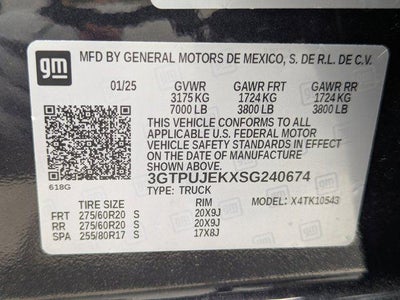 gm
MFD BY GENERAL MOTORS DE MEXICO, S. DE R.L. DE C.V.
01/25 GVWR GAWR FRT GAWR RR
3175 KG 1724 KG 1724 KG
7000 LB 3800 LB 3800 LB
THIS VEHICLE CONFORMS TO ALL
APPLICABLE U.S. FEDERAL MOTOR
VEHICLE SAFETY STANDARDS IN EFFECT
ON THE DATE OF MANUFACTURE
SHOWN ABOVE.
618G
3GTPUJEKXSG240674
TYPE: TRUCK MODEL: X4TK10543
TIRE SIZE RIM
FRT 275/60R20 S 20X9J
RR 275/60R20 S 20X9J
SPA 255/80R17 S 17X8J